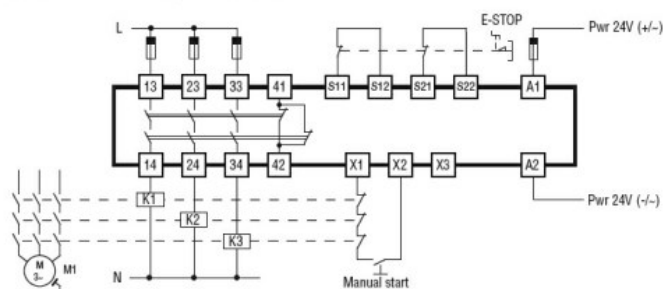 E-STOP
L
Pwr 24V (+/~)
13 23 33 41 S11 S12 S21 S22 A1
14 24 34 42 X1 X2 X3 A2
K1
K2
Pwr 24V (-/~)
K3
M
3~
M1
N
Manual start